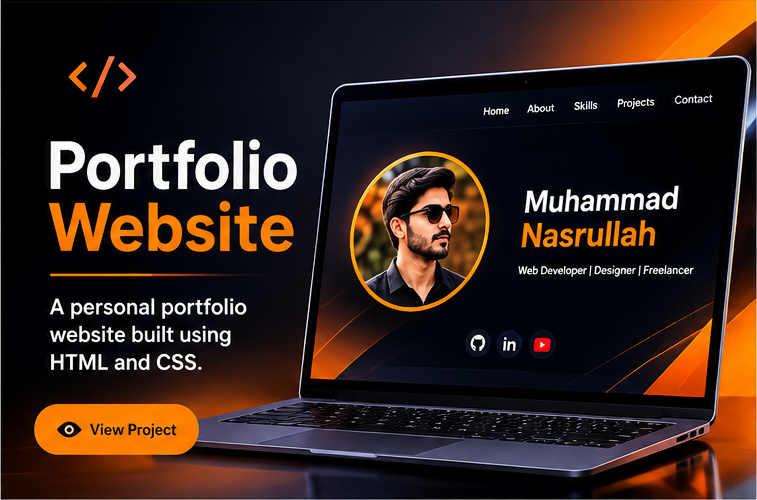 </>
Portfolio
Website
A personal portfolio
website built using
HTML and CSS.
View Project
Home About Skills Projects Contact
Muhammad
Nasrullah
Web Developer | Designer | Freelancer
in